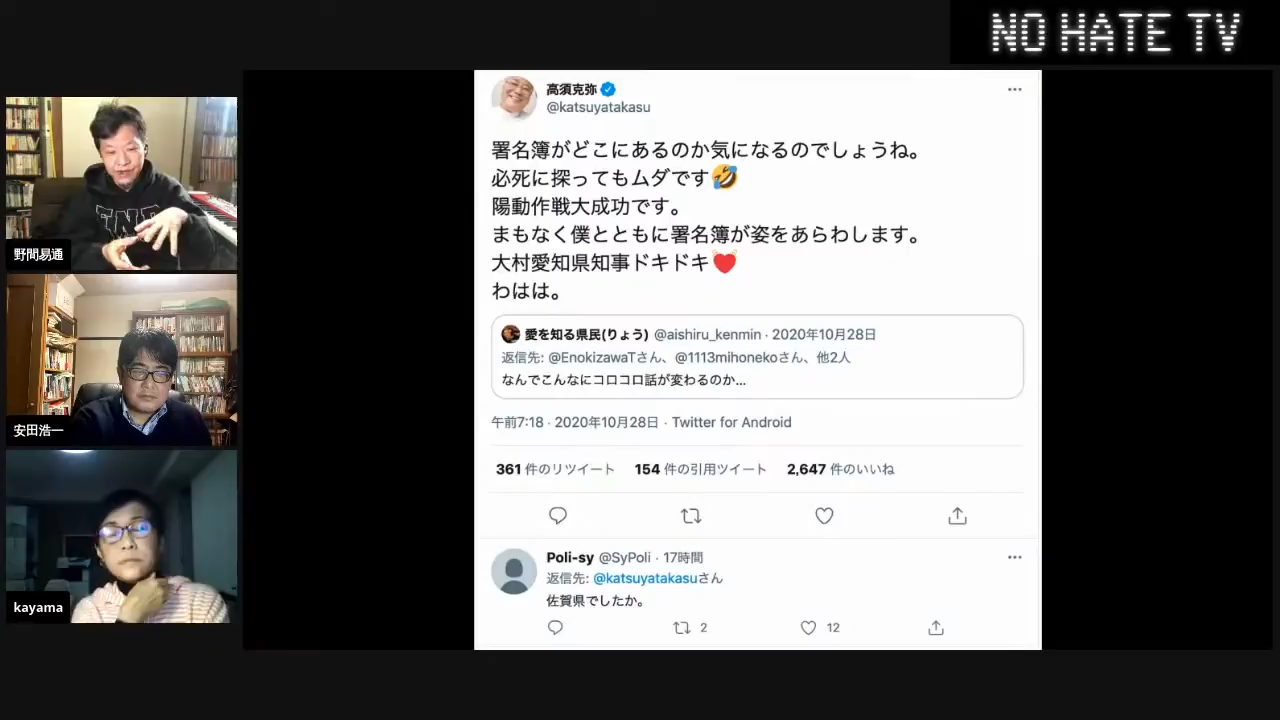 NO HATE TV
野間易通
安田浩一
kayama
高須克弥
@katsuyatakasu
署名簿がどこにあるのか気になるのでしょうね。
必死に探ってもムダです🤣
陽動作戦大成功です。
まもなく僕とともに署名簿が姿をあらわします。
大村愛知県知事ドキドキ💓
わはは。
愛を知る県民(りょう) @aishiru_kenmin · 2020年10月28日
返信先: @EnokizawaTさん、@1113mihonekoさん、他2人
なんでこんなにコロコロ話が変わるのか...
午前7:18 · 2020年10月28日 · Twitter for Android
361 件のリツイート 154 件の引用ツイート 2,647 件のいいね
Poli-sy @SyPoli · 17時間
返信先: @katsuyatakasuさん
佐賀県でしたか。
2 12